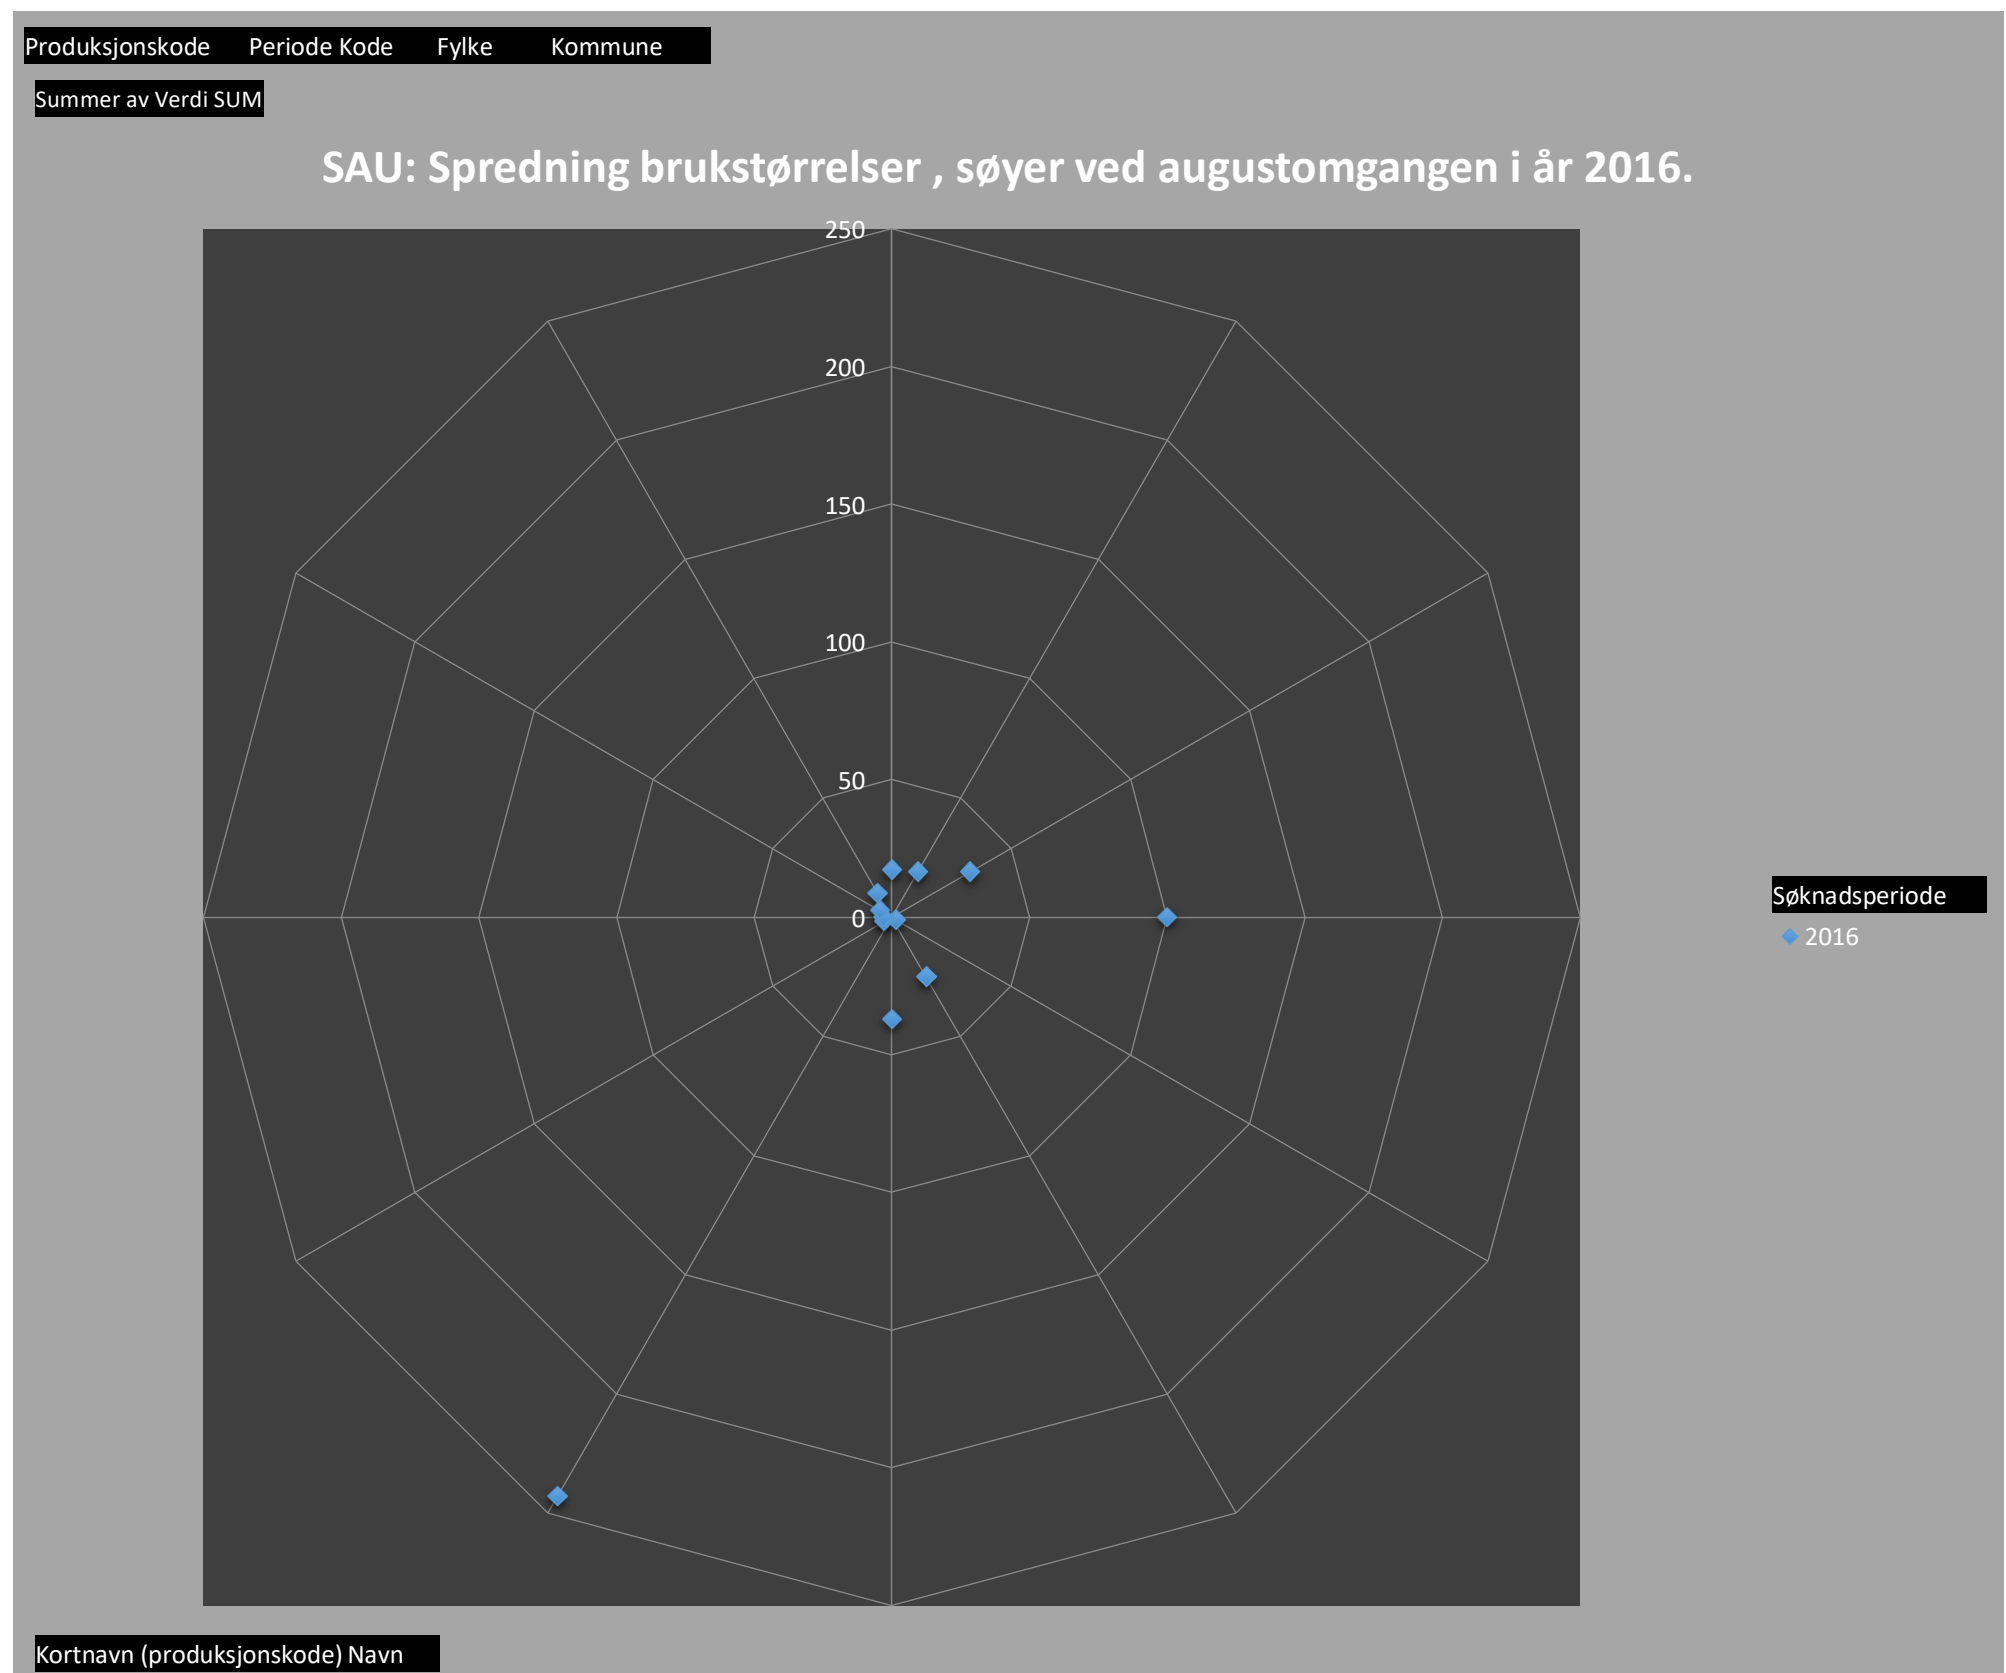 Produksjonskode Periode Kode Fylke Kommune
Summer av Verdi SUM
SAU: Spredning brukstørrelser , søyer ved augustomgangen i år 2016.
250
200
150
100
50
0
Søknadsperiode
2016
Kortnavn (produksjonskode) Navn